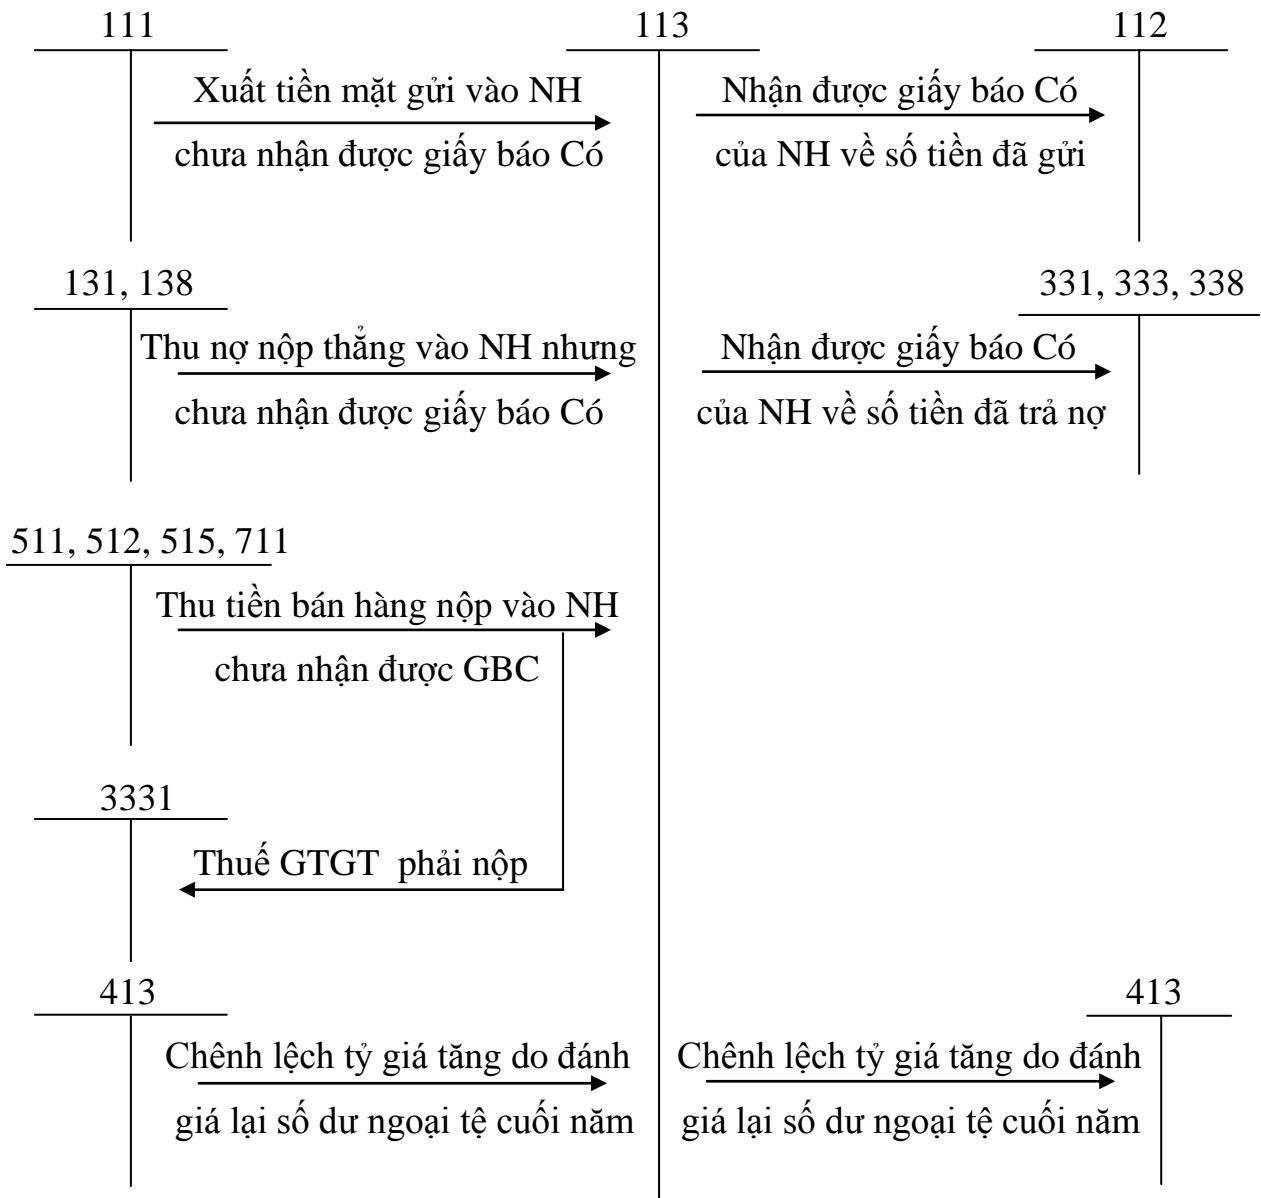 111 113 112
Xuất tiền mặt gửi vào NH Nhận được giấy báo Có
chưa nhận được giấy báo Có của NH về số tiền đã gửi
131, 138 331, 333, 338
Thu nợ nộp thẳng vào NH nhưng Nhận được giấy báo Có
chưa nhận được giấy báo Có của NH về số tiền đã trả nợ
511, 512, 515, 711
Thu tiền bán hàng nộp vào NH
chưa nhận được GBC
3331
Thuế GTGT phải nộp
413 413
Chênh lệch tỷ giá tăng do đánh Chênh lệch tỷ giá tăng do đánh
giá lại số dư ngoại tệ cuối năm giá lại số dư ngoại tệ cuối năm